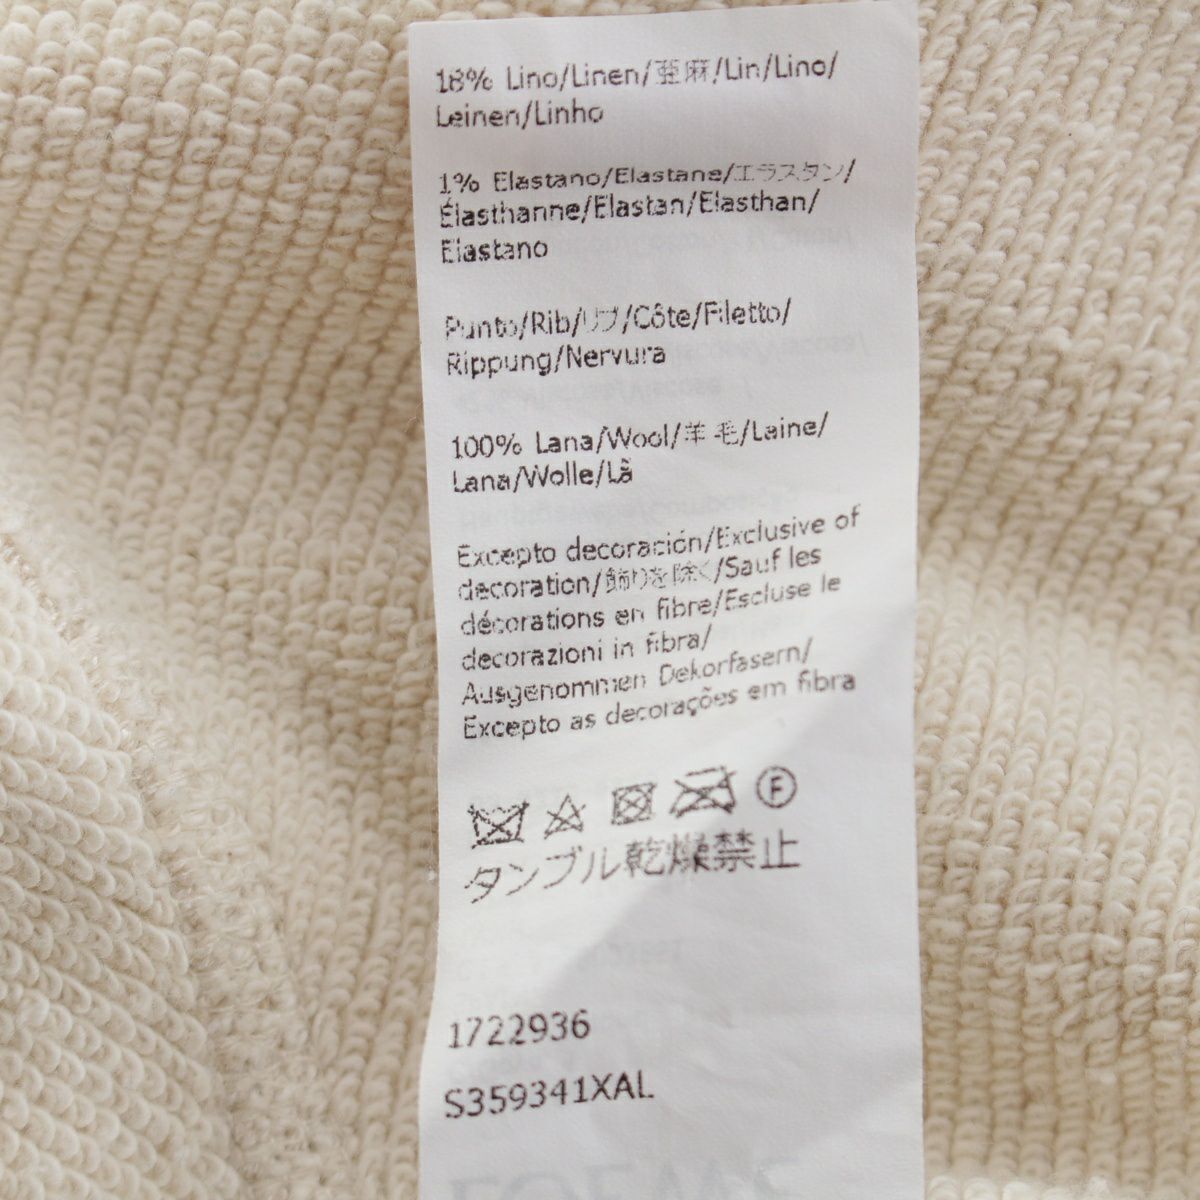 18% Lino/Linen/亜麻/Lin/Lino/
Leinen/Linho
1% Elastano/Elastane/エラスタン/
Élasthanne/Elastan/Elasthan/
Elastano
Punto/Rib/リブ/Côte/Filetto/
Rippung/Nervura
100% Lana/Wool/羊毛/Laine/
Lana/Wolle/Lã
Excepto decoración/Exclusive of
decoration/飾りを除く/Sauf les
décorations en fibre/Escluse le
decorazioni in fibra/
Ausgenommen Dekorfasern/
Excepto as decorações em fibra
F
タンブル乾燥禁止
1722936
S359341XAL